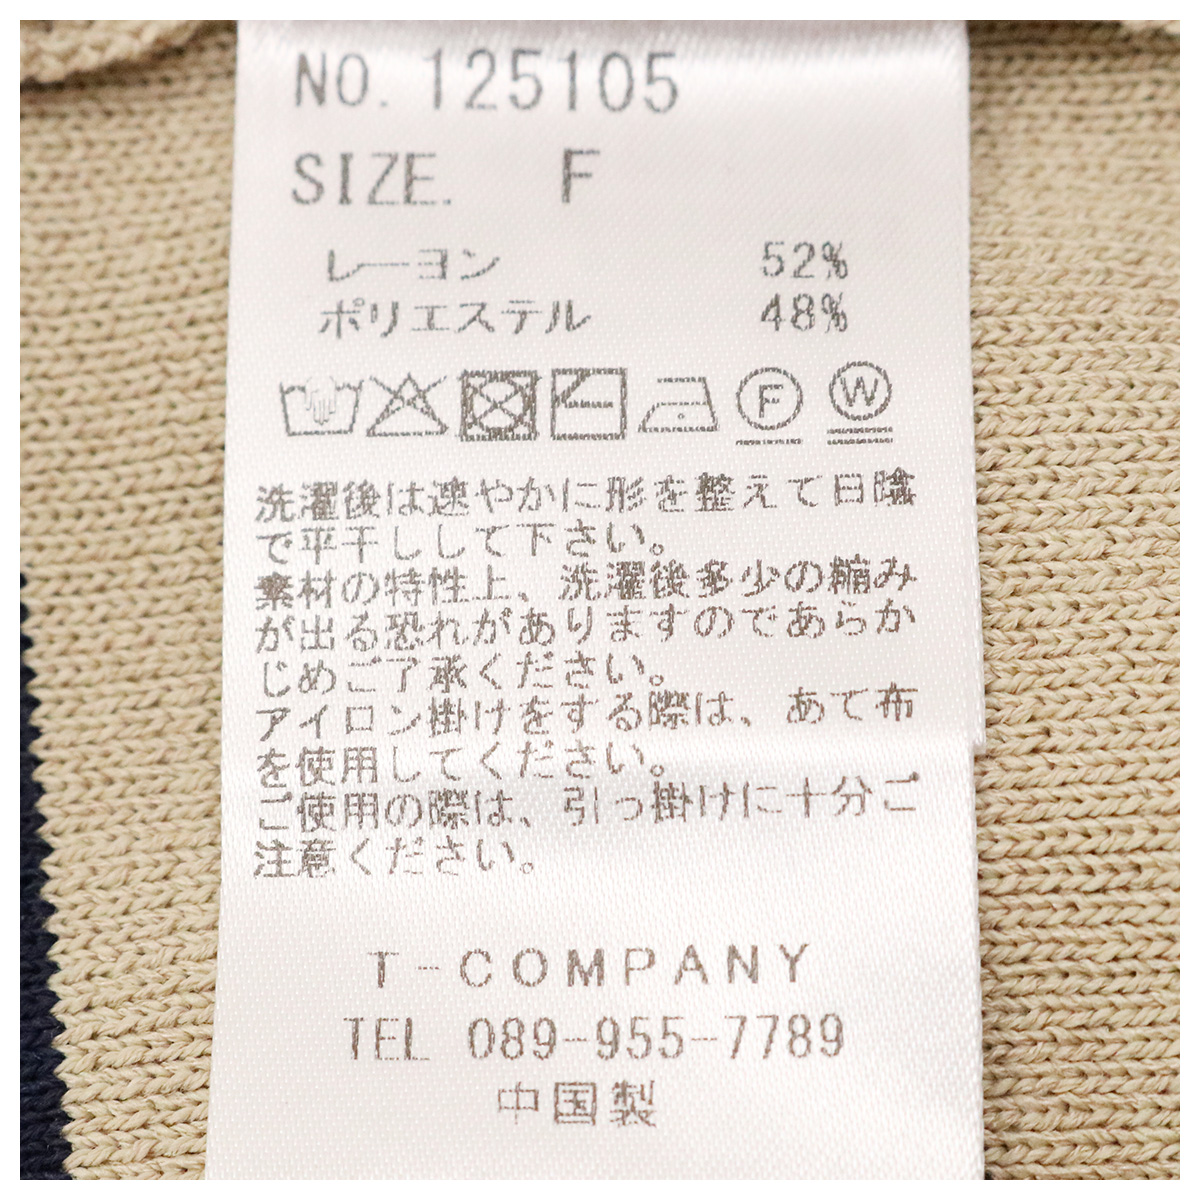 NO. 125105
SIZE. F
レーヨン 52%
ポリエステル 48%
F W
洗濯後は速やかに形を整えて日陰
で平干しして下さい。
素材の特性上、洗濯後多少の縮み
が出る恐れがありますのであらか
じめご了承ください。
アイロン掛けをする際は、あて布
を使用してください。
ご使用の際は、引っ掛けに十分ご
注意ください。
T-COMPANY
TEL 089-955-7789
中国製